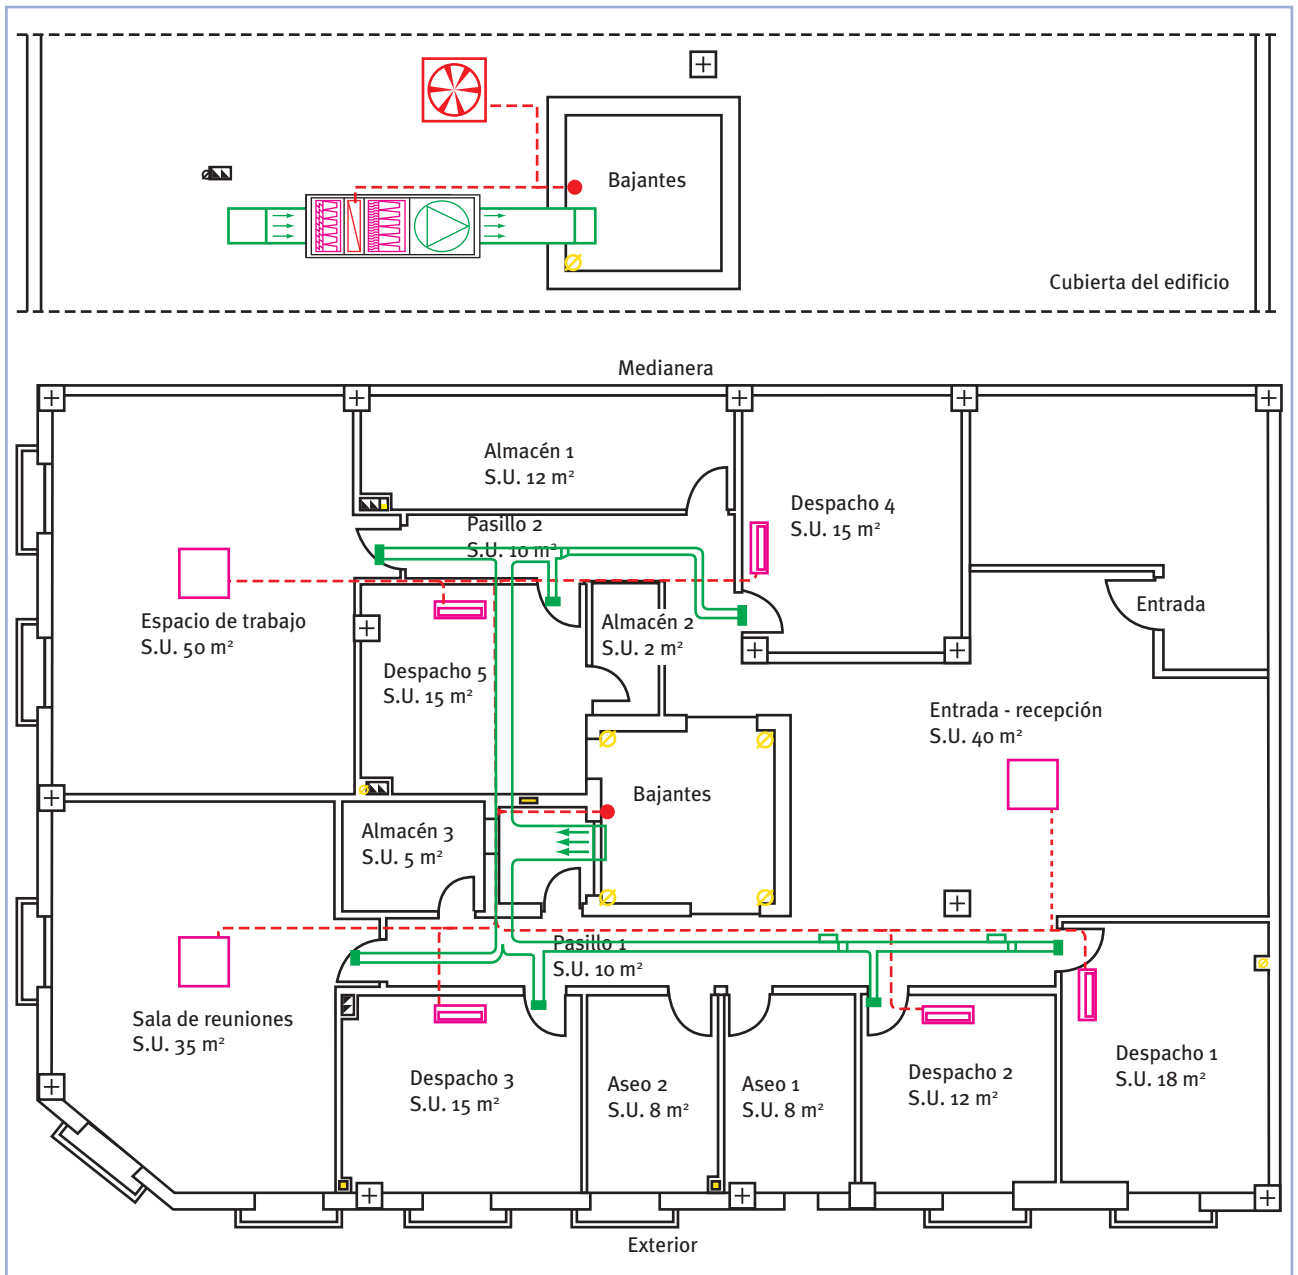 Bajantes
Cubierta del edificio
Medianera
Almacén 1
S.U. 12 m²
Pasillo 2
S.U. 10 m²
Despacho 4
S.U. 15 m²
Entrada
Espacio de trabajo
S.U. 50 m²
Almacén 2
S.U. 2 m²
Despacho 5
S.U. 15 m²
Entrada - recepción
S.U. 40 m²
Bajantes
Almacén 3
S.U. 5 m²
Pasillo 1
S.U. 10 m²
Sala de reuniones
S.U. 35 m²
Despacho 3
S.U. 15 m²
Aseo 2
S.U. 8 m²
Aseo 1
S.U. 8 m²
Despacho 2
S.U. 12 m²
Despacho 1
S.U. 18 m²
Exterior